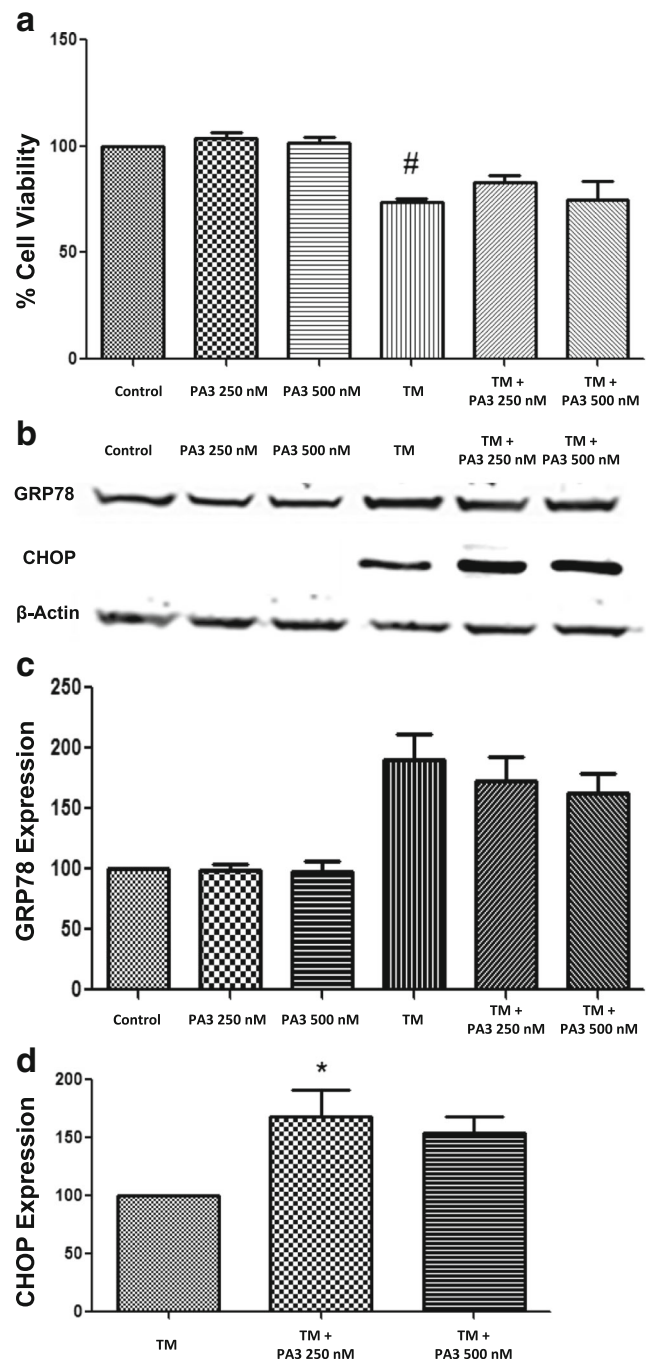 a
150
100
50
0
% Cell Viability
#
Control PA3 250 nM PA3 500 nM TM TM + PA3 250 nM TM + PA3 500 nM
b
Control PA3 250 nM PA3 500 nM TM TM + PA3 250 nM TM + PA3 500 nM
GRP78
CHOP
β-Actin
c
250
200
150
100
50
0
GRP78 Expression
Control PA3 250 nM PA3 500 nM TM TM + PA3 250 nM TM + PA3 500 nM
d
200
150
100
50
0
CHOP Expression
*
TM TM + PA3 250 nM TM + PA3 500 nM